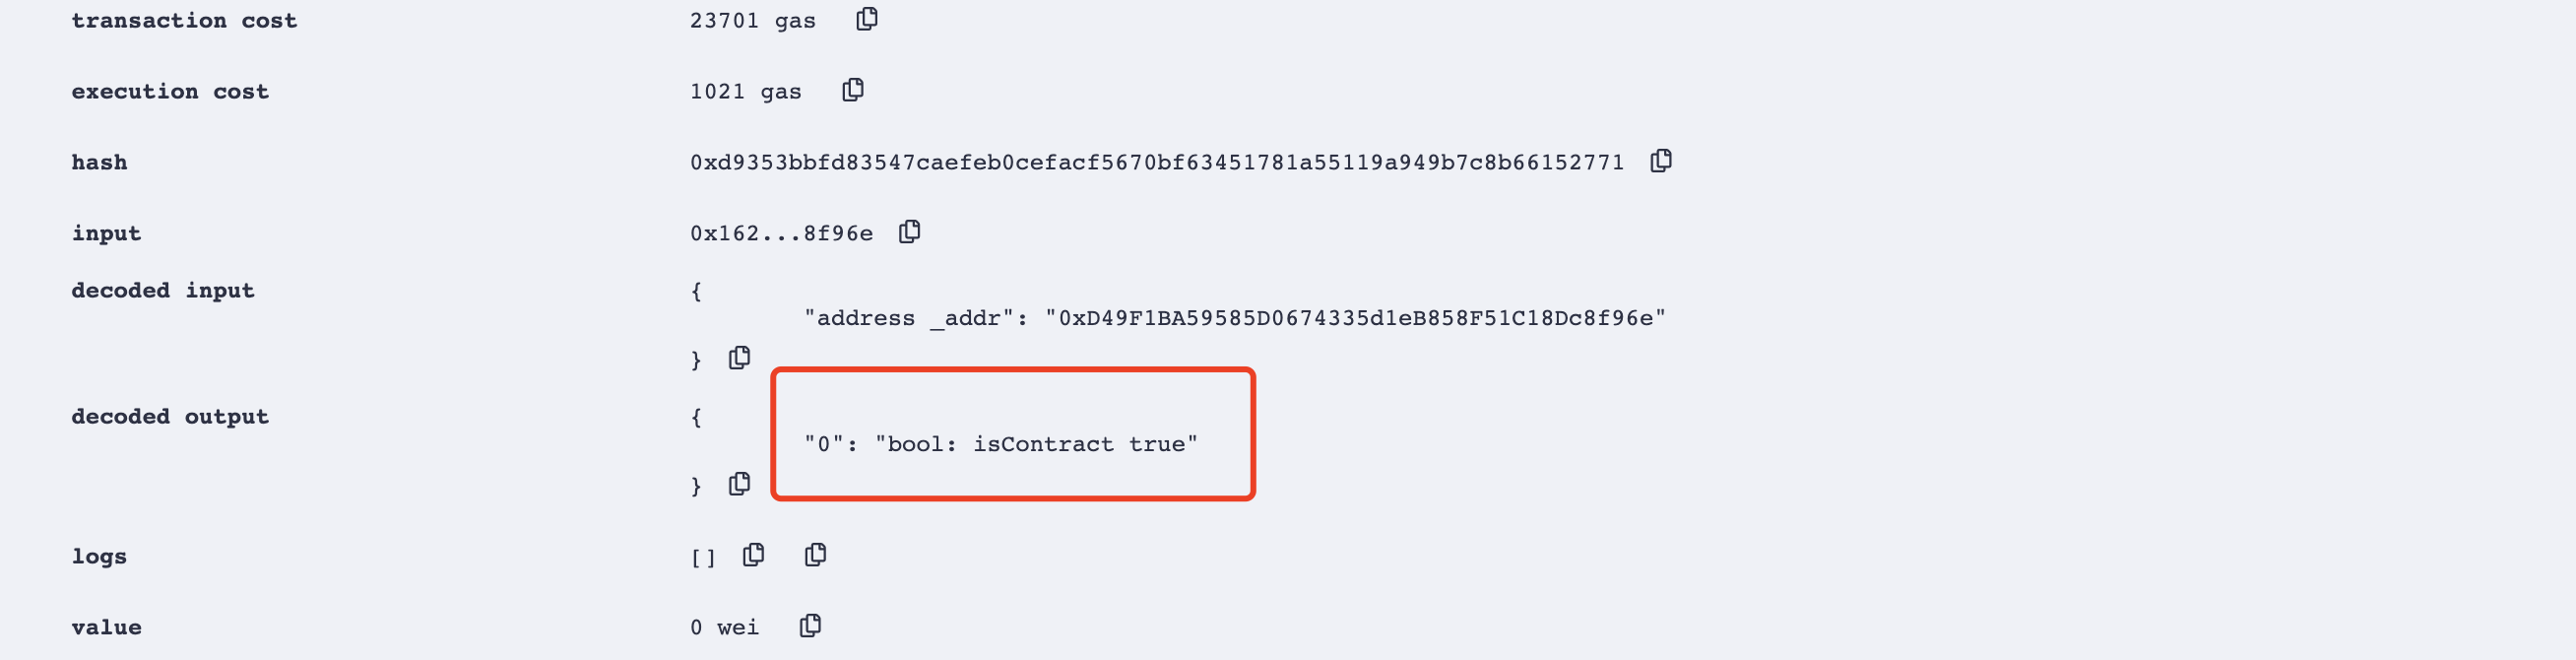 transaction cost 23701 gas
execution cost 1021 gas
hash 0xd9353bbfd83547caefeb0cefacf5670bf63451781a55119a949b7c8b66152771
input 0x162...8f96e
decoded input {
"address _addr": "0xD49F1BA59585D0674335d1eB858F51C18Dc8f96e"
}
decoded output {
"0": "bool: isContract true"
}
logs []
value 0 wei